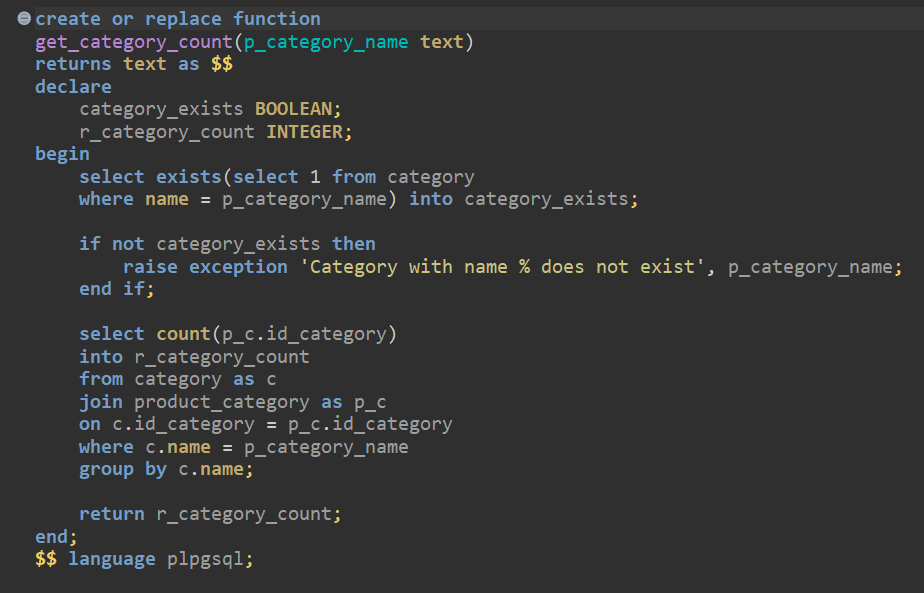 create or replace function
get_category_count(p_category_name text)
returns text as $$
declare
    category_exists BOOLEAN;
    r_category_count INTEGER;
begin
    select exists(select 1 from category
    where name = p_category_name) into category_exists;

    if not category_exists then
        raise exception 'Category with name % does not exist', p_category_name;
    end if;

    select count(p_c.id_category)
    into r_category_count
    from category as c
    join product_category as p_c
    on c.id_category = p_c.id_category
    where c.name = p_category_name
    group by c.name;

    return r_category_count;
end;
$$ language plpgsql;